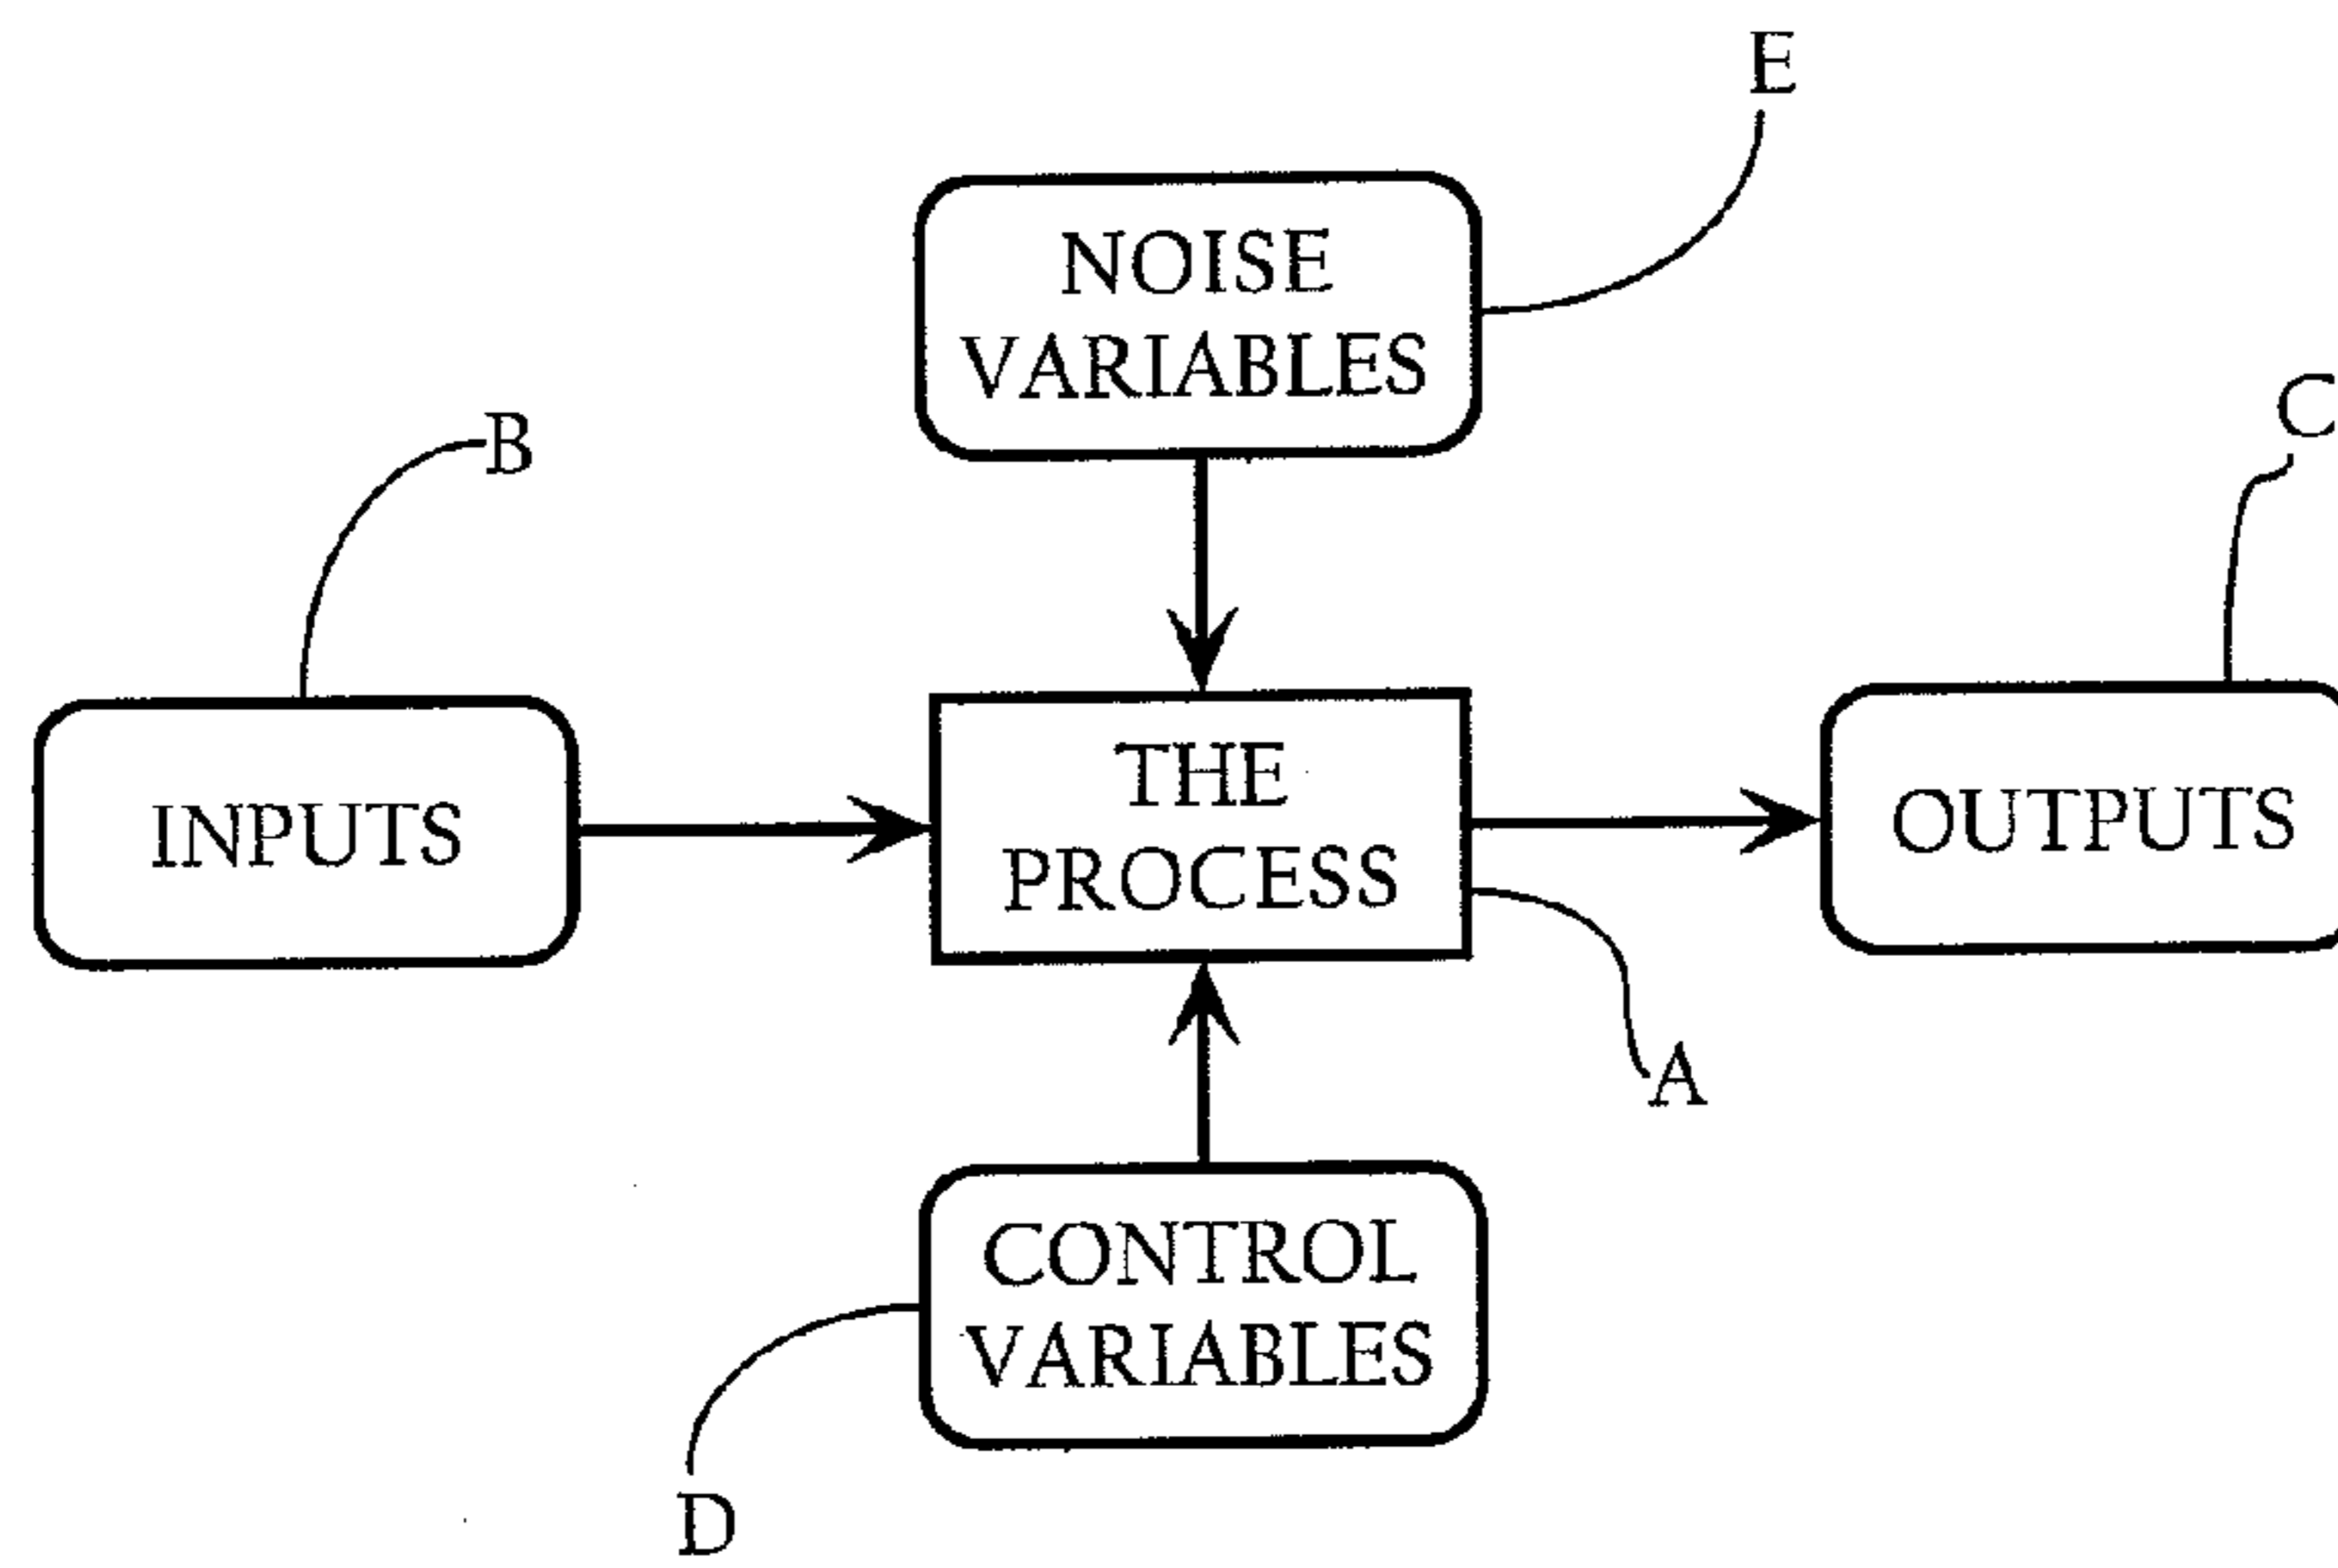 E
NOISE
VARIABLES
C
B
THE
PROCESS
INPUTS
OUTPUTS
A
CONTROL
VARIABLES
D